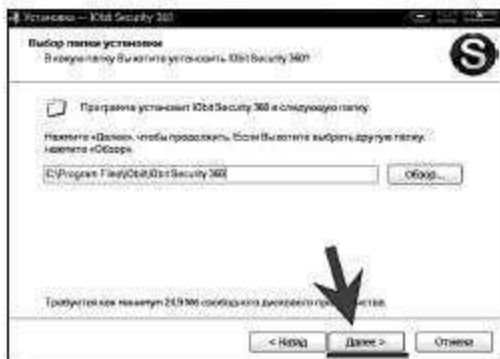 Установка — IObit Security 360
Выбор папки установки
В какую папку Вы хотите установить IObit Security 360?
S
Программа установит IObit Security 360 в следующую папку.
Нажмите «Далее», чтобы продолжить. Если Вы хотите выбрать другую папку,
нажмите «Обзор».
C:\Program Files\IObit\IObit Security 360
Обзор...
Требуется как минимум 24,9 Мб свободного дискового пространства.
< Назад
Далее >
Отмена